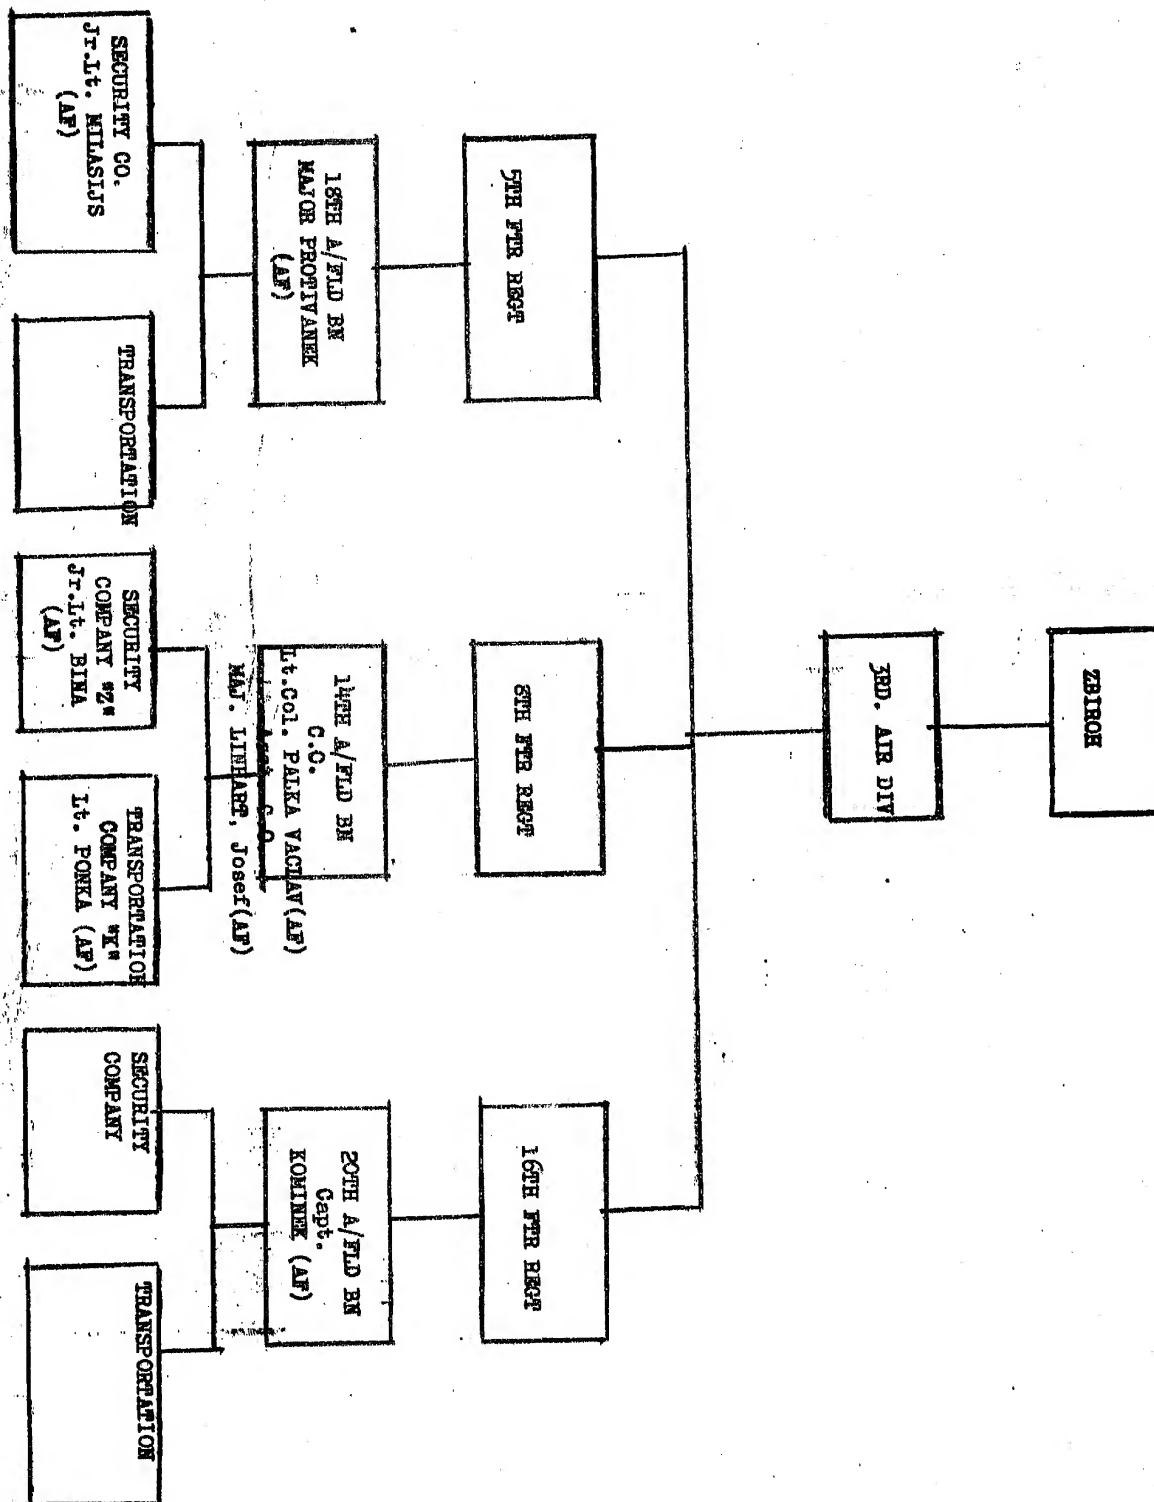 ZBIROH
3RD. AIR DIV
5TH FTR REGT
8TH FTR REGT
16TH FTR REGT
18TH A/FLD BN
MAJOR PROTIVANEK
(AF)
14TH A/FLD BN
C.C.
Lt.Col. PALKA VACLAV(AF)
Asst C.O
MAJ. LINHART, Josef(AF)
20TH A/FLD BN
Capt.
KOMINEK (AF)
SECURITY CO.
Jr.Lt. MILASIJS
(AF)
TRANSPORTATION
SECURITY
COMPANY "Z"
Jr.Lt. BINA
(AF)
TRANSPORTATION
COMPANY "K"
Lt. PONKA (AF)
SECURITY
COMPANY
TRANSPORTATION